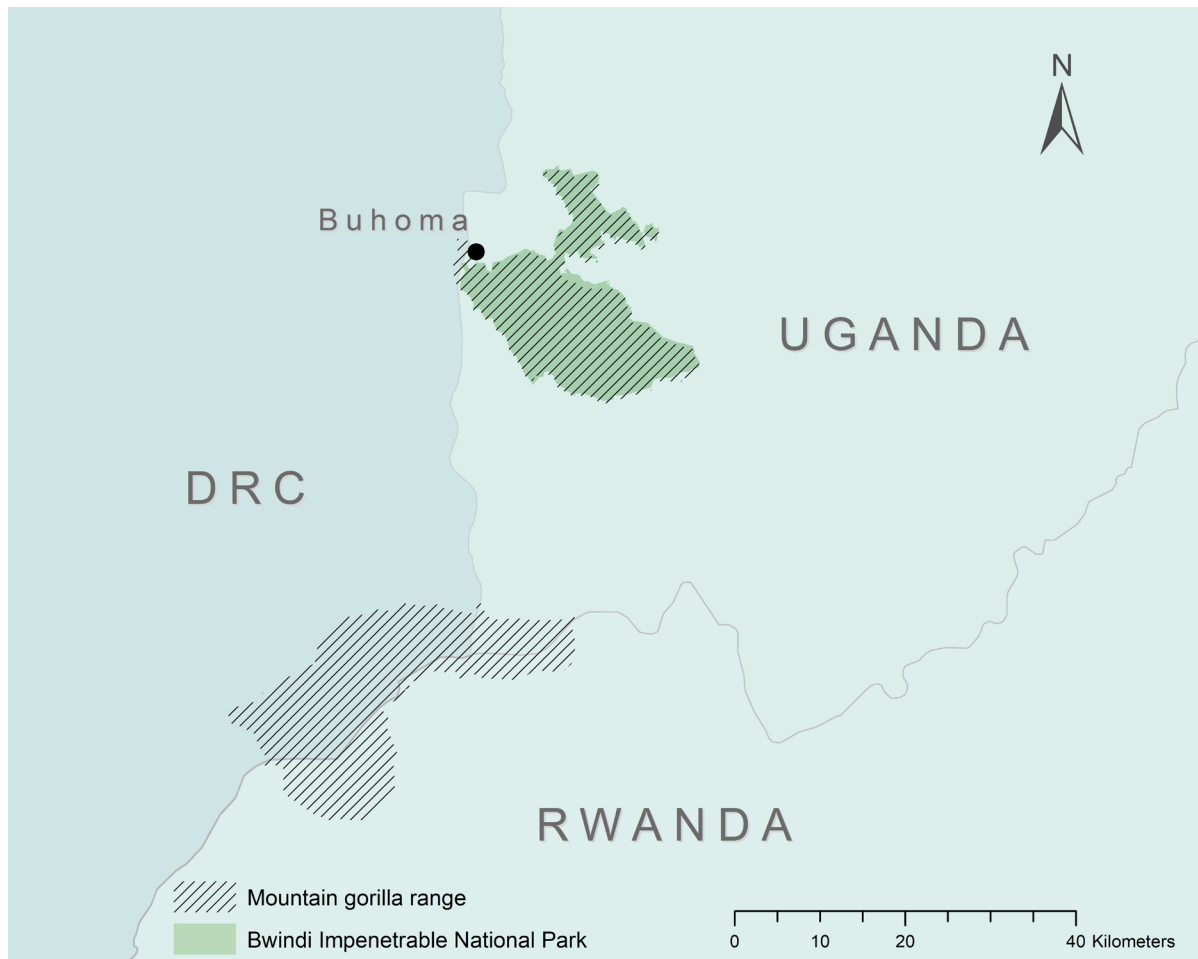 N
Buhoma
UGANDA
DRC
RWANDA
Mountain gorilla range
Bwindi Impenetrable National Park
0 10 20 40 Kilometers